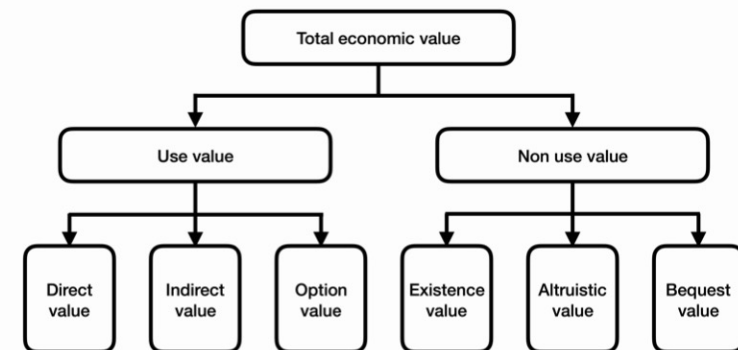 Total economic value
Use value
Non use value
Direct
value
Indirect
value
Option
value
Existence
value
Altruistic
value
Bequest
value